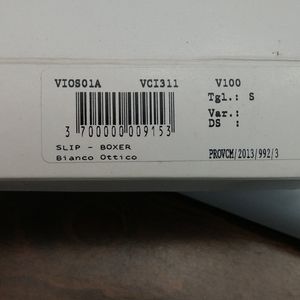 VIOS01A VCI311 V100
Tgl.: S
Var.:
DS :
3 700000 009153
SLIP - BOXER
Bianco Ottico
PROVCM/2013/992/3